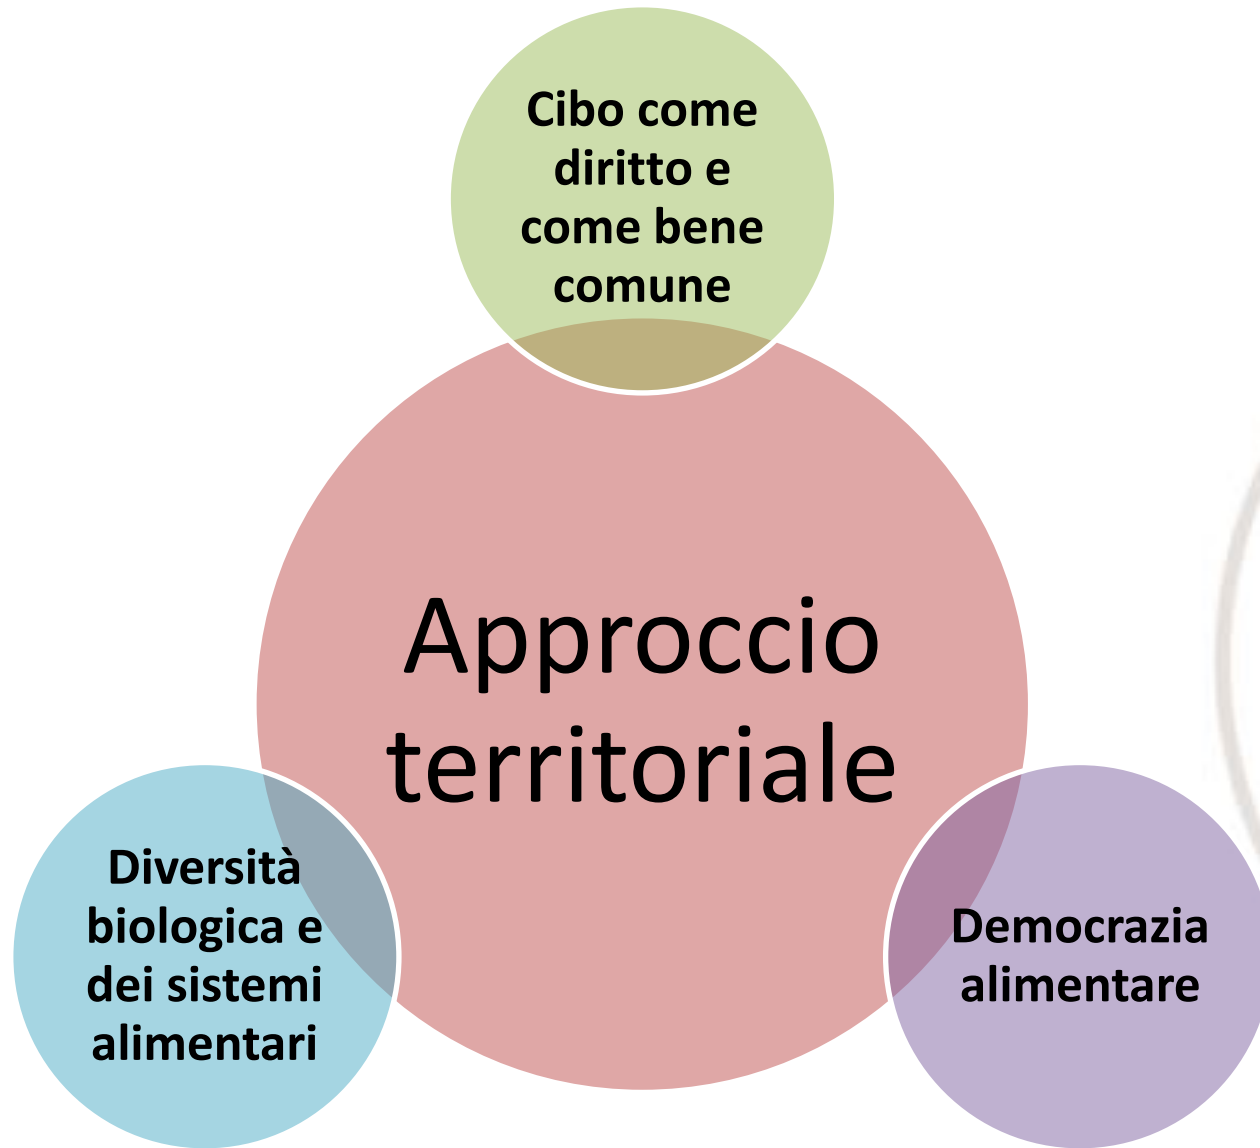 Cibo come
diritto e
come bene
comune
Approccio
territoriale
Diversità
biologica e
dei sistemi
alimentari
Democrazia
alimentare